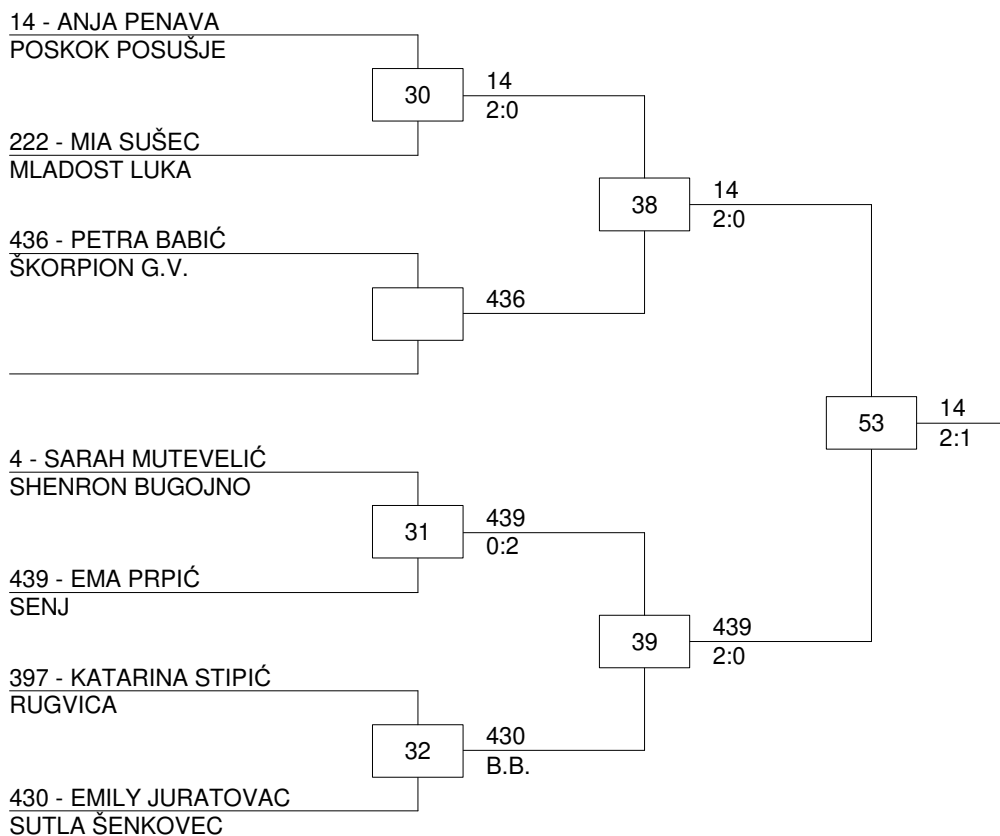 14 - ANJA PENAVA
POSKOK POSUŠJE
30
14
2:0
222 - MIA SUŠEC
MLADOST LUKA
38
14
2:0
436 - PETRA BABIĆ
ŠKORPION G.V.
436
53
14
2:1
4 - SARAH MUTEVELIĆ
SHENRON BUGOJNO
31
439
0:2
439 - EMA PRPIĆ
SENJ
39
439
2:0
397 - KATARINA STIPIĆ
RUGVICA
32
430
B.B.
430 - EMILY JURATOVAC
SUTLA ŠENKOVEC